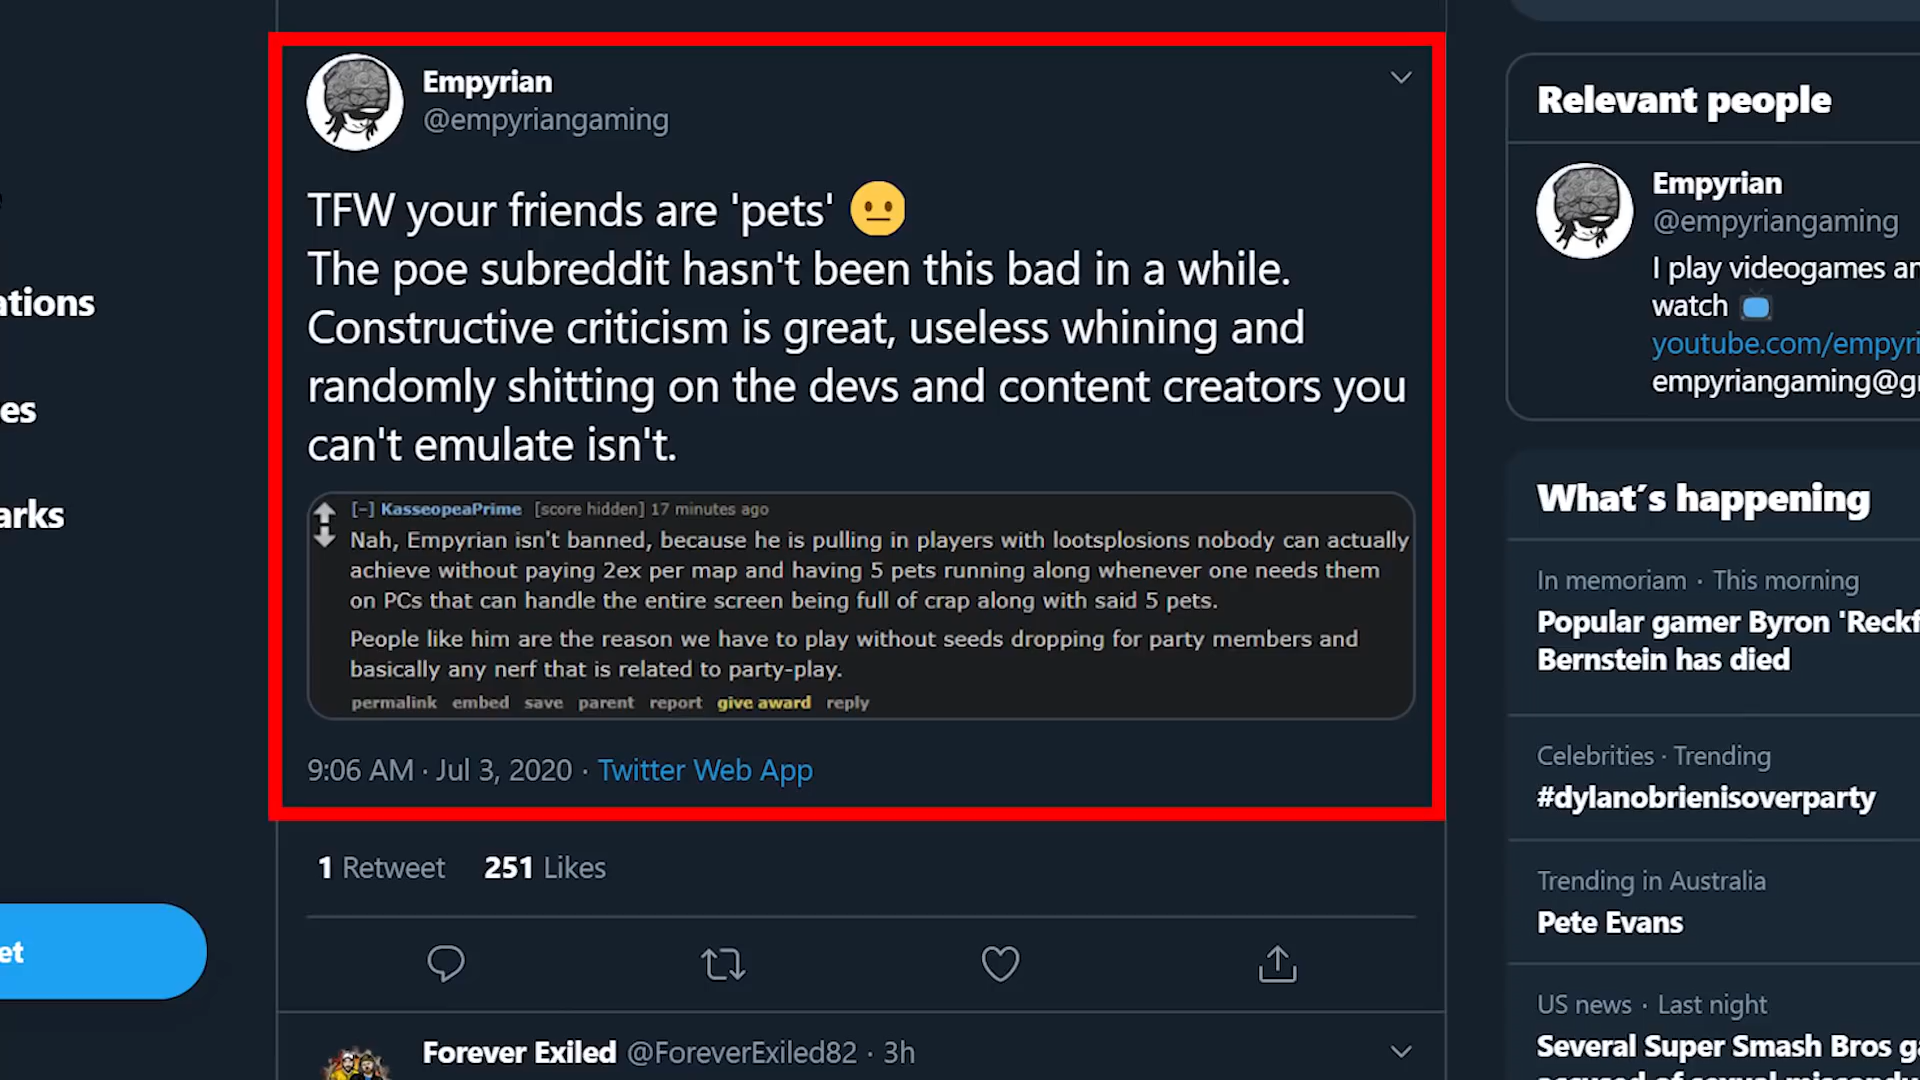 Empyrian
@empyriangaming
TFW your friends are 'pets' 😐
The poe subreddit hasn't been this bad in a while.
Constructive criticism is great, useless whining and
randomly shitting on the devs and content creators you
can't emulate isn't.
[–] KasseopeaPrime [score hidden] 17 minutes ago
Nah, Empyrian isn't banned, because he is pulling in players with lootsplosions nobody can actually
achieve without paying 2ex per map and having 5 pets running along whenever one needs them
on PCs that can handle the entire screen being full of crap along with said 5 pets.
People like him are the reason we have to play without seeds dropping for party members and
basically any nerf that is related to party-play.
permalink embed save parent report give award reply
9:06 AM · Jul 3, 2020 · Twitter Web App
1 Retweet 251 Likes
Forever Exiled @ForeverExiled82 · 3h
ations
es
arks
et
Relevant people
Empyrian
@empyriangaming
I play videogames an
watch
youtube.com/empyri
empyriangaming@g
What´s happening
In memoriam · This morning
Popular gamer Byron 'Reckf
Bernstein has died
Celebrities · Trending
#dylanobrienisoverparty
Trending in Australia
Pete Evans
US news · Last night
Several Super Smash Bros ga